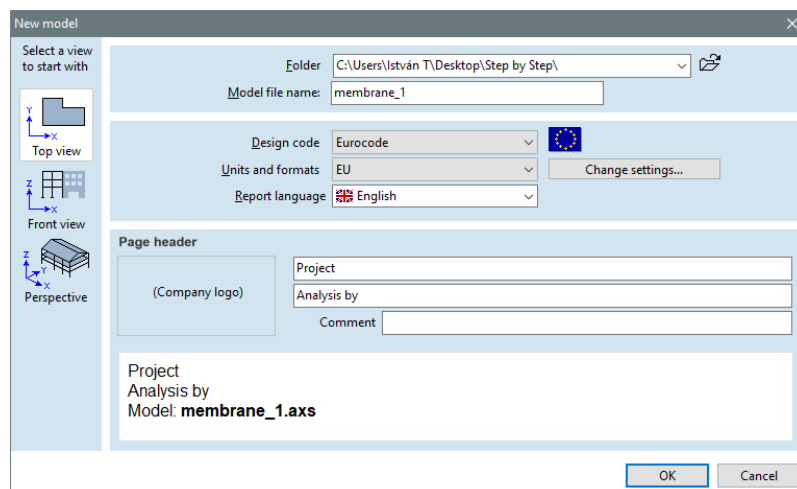 New model
Select a view
to start with
Y
X
Top view
Z
X
Front view
Z
Y
X
Perspective
Folder C:\Users\István T\Desktop\Step by Step\
Model file name: membrane_1
Design code Eurocode
Units and formats EU Change settings...
Report language English
Page header
(Company logo)
Project
Analysis by
Comment
Project
Analysis by
Model: membrane_1.axs
OK Cancel